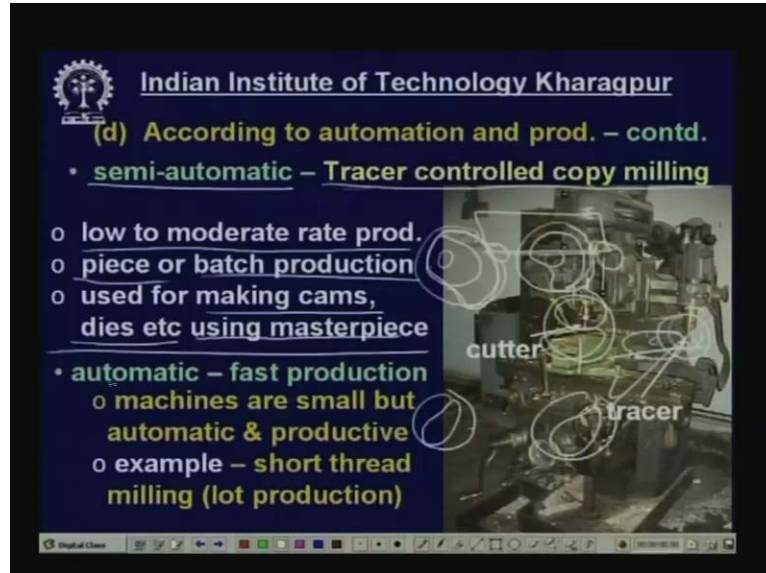 Indian Institute of Technology Kharagpur
(d) According to automation and prod. – contd.
• semi-automatic – Tracer controlled copy milling
o low to moderate rate prod.
o piece or batch production
o used for making cams,
dies etc using masterpiece
cutter
• automatic – fast production
o machines are small but
automatic & productive
tracer
o example – short thread
milling (lot production)
Digital Class